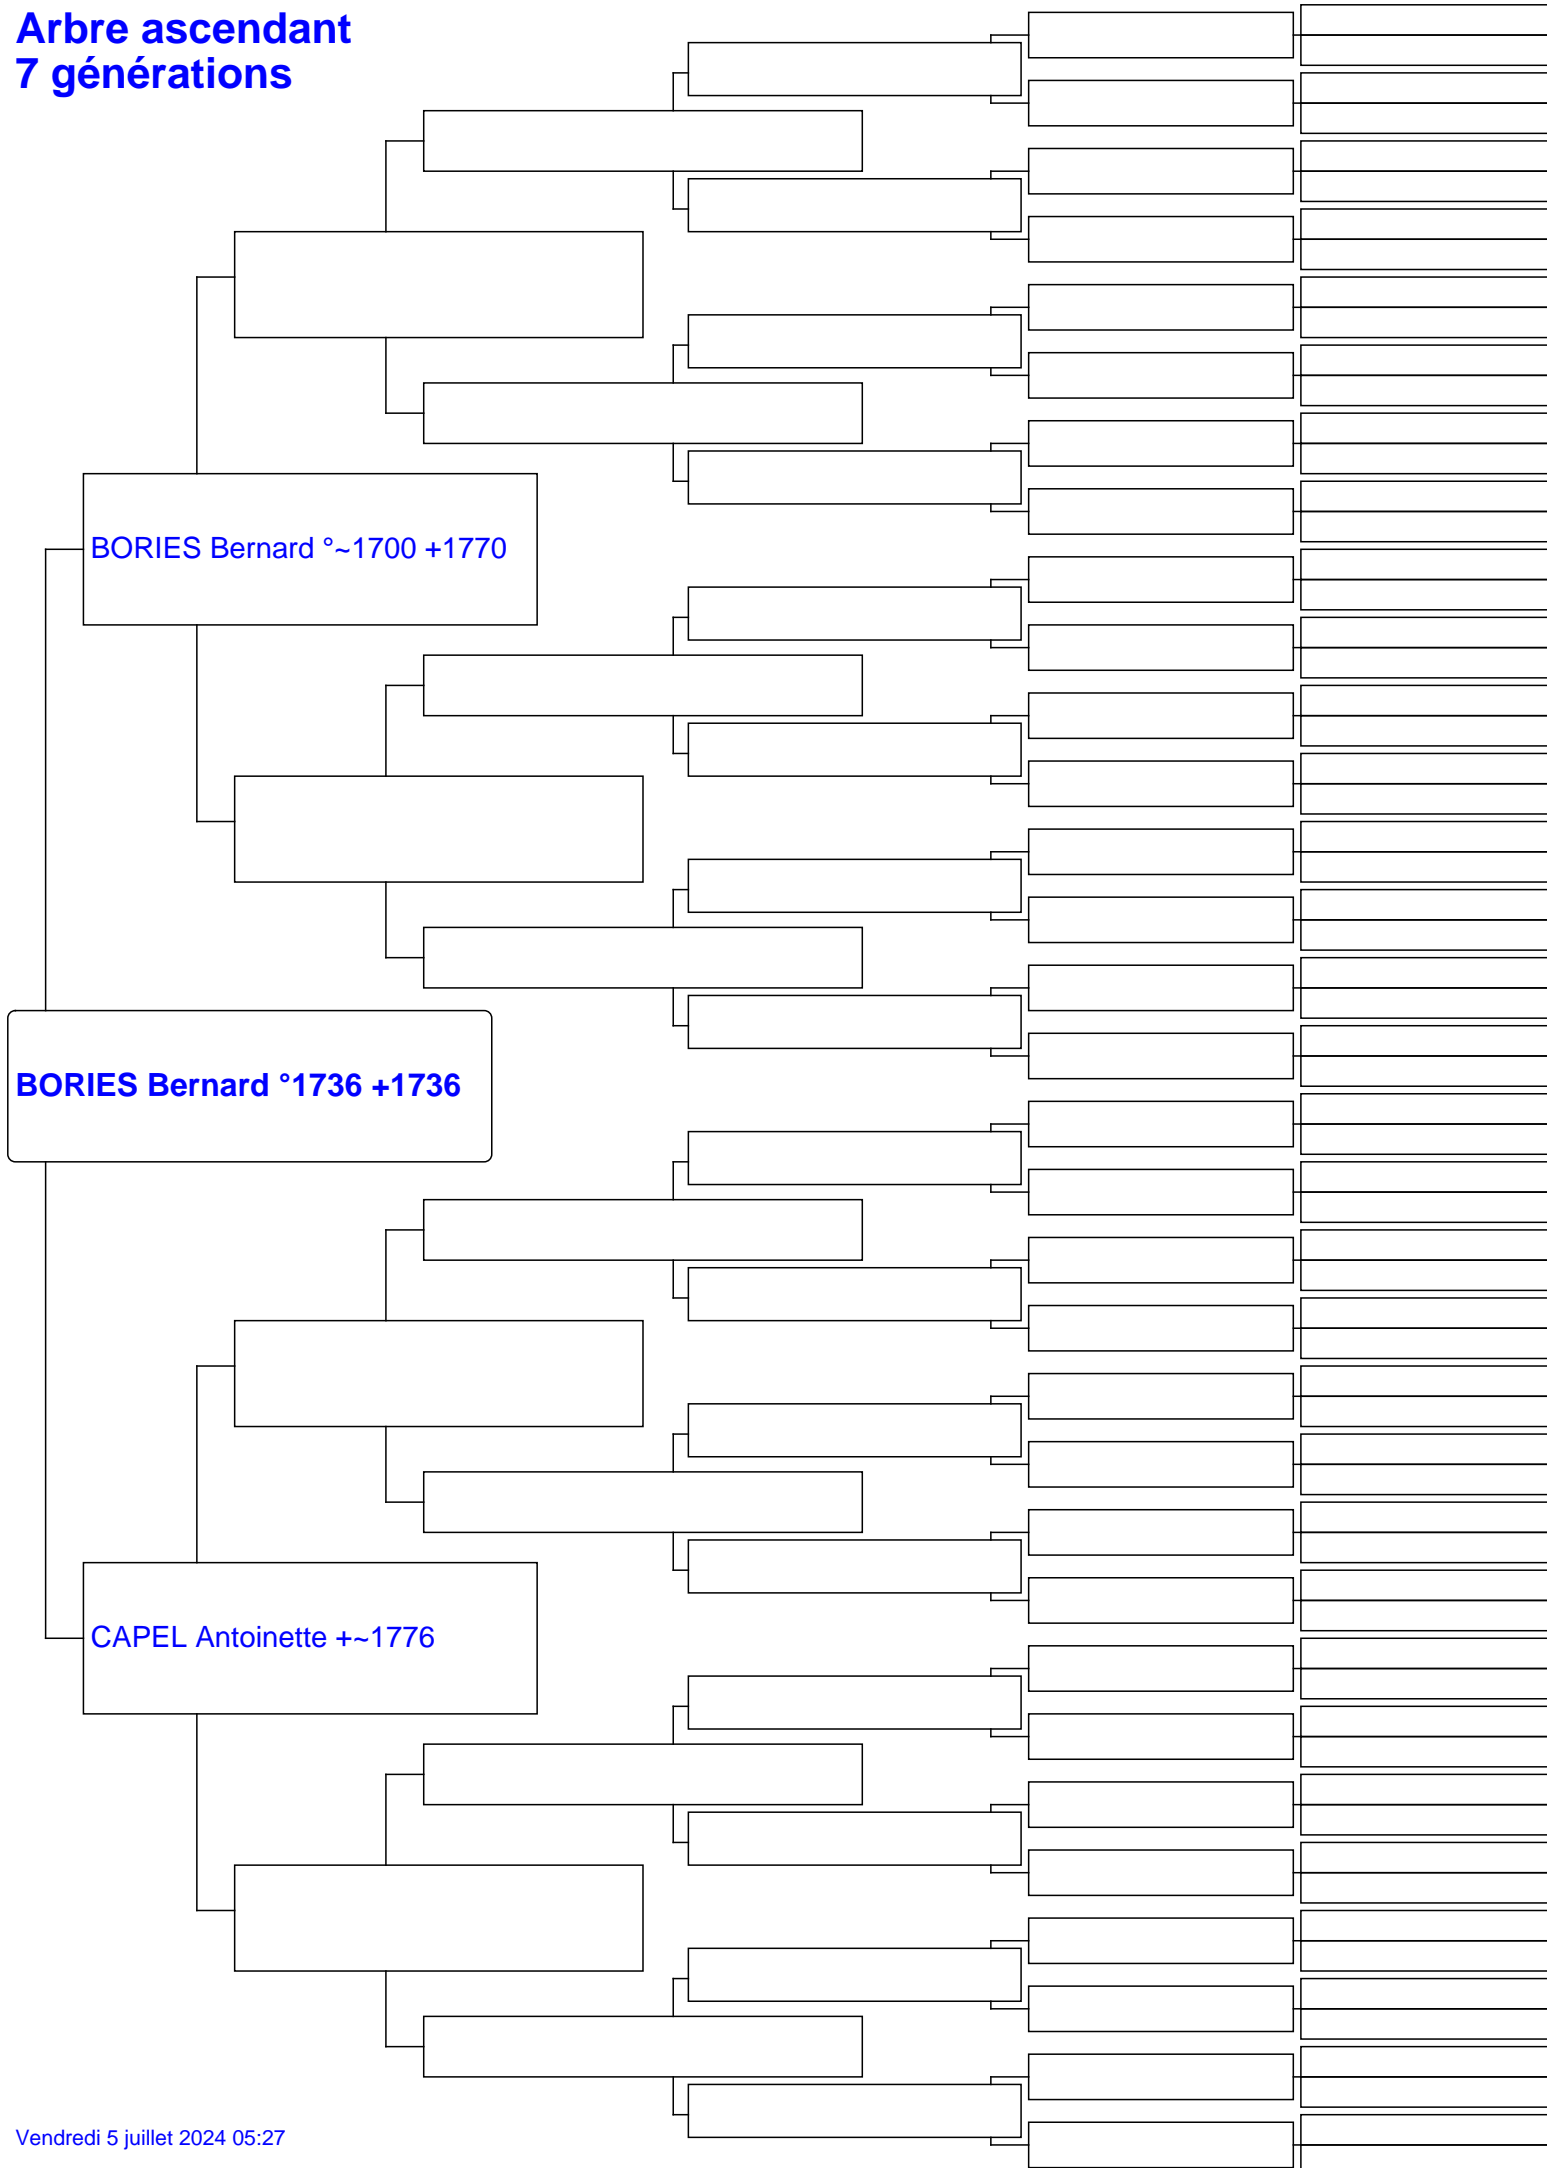 Arbre ascendant
7 générations
BORIES Bernard °~1700 +1770
BORIES Bernard °1736 +1736
CAPEL Antoinette +~1776
Vendredi 5 juillet 2024 05:27